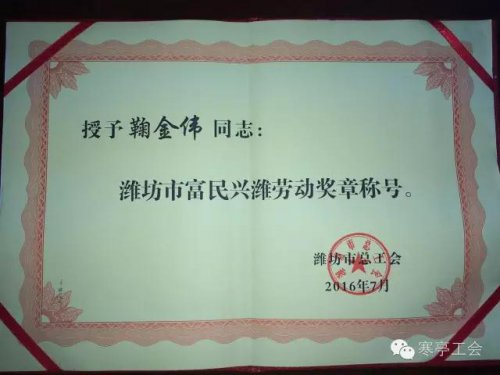 授予鞠金伟同志：
潍坊市富民兴潍劳动奖章称号。
潍坊市总工会
2016年7月
寒亭工会